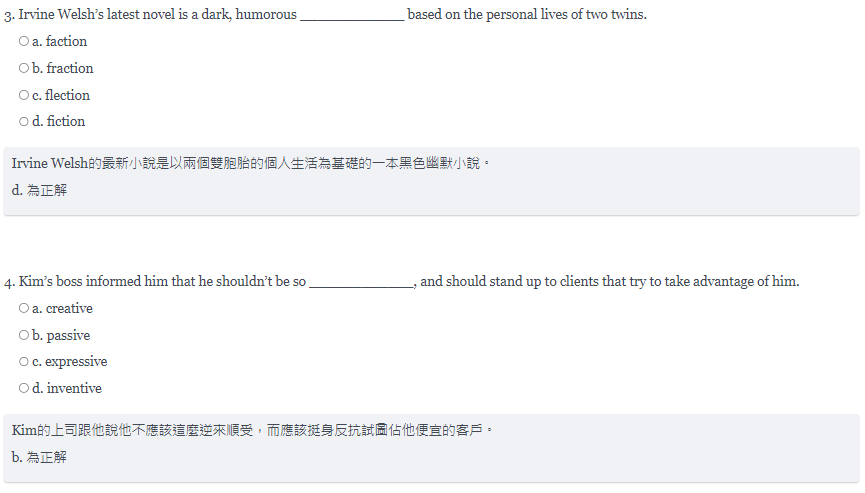 3. Irvine Welsh’s latest novel is a dark, humorous _______________ based on the personal lives of two twins.
a. faction
b. fraction
c. flection
d. fiction
Irvine Welsh的最新小說是以兩個雙胞胎的個人生活為基礎的一本黑色幽默小說。
d. 為正解
4. Kim’s boss informed him that he shouldn’t be so _______________, and should stand up to clients that try to take advantage of him.
a. creative
b. passive
c. expressive
d. inventive
Kim的上司跟他說他不應該這麼逆來順受，而應該挺身反抗試圖佔他便宜的客戶。
b. 為正解